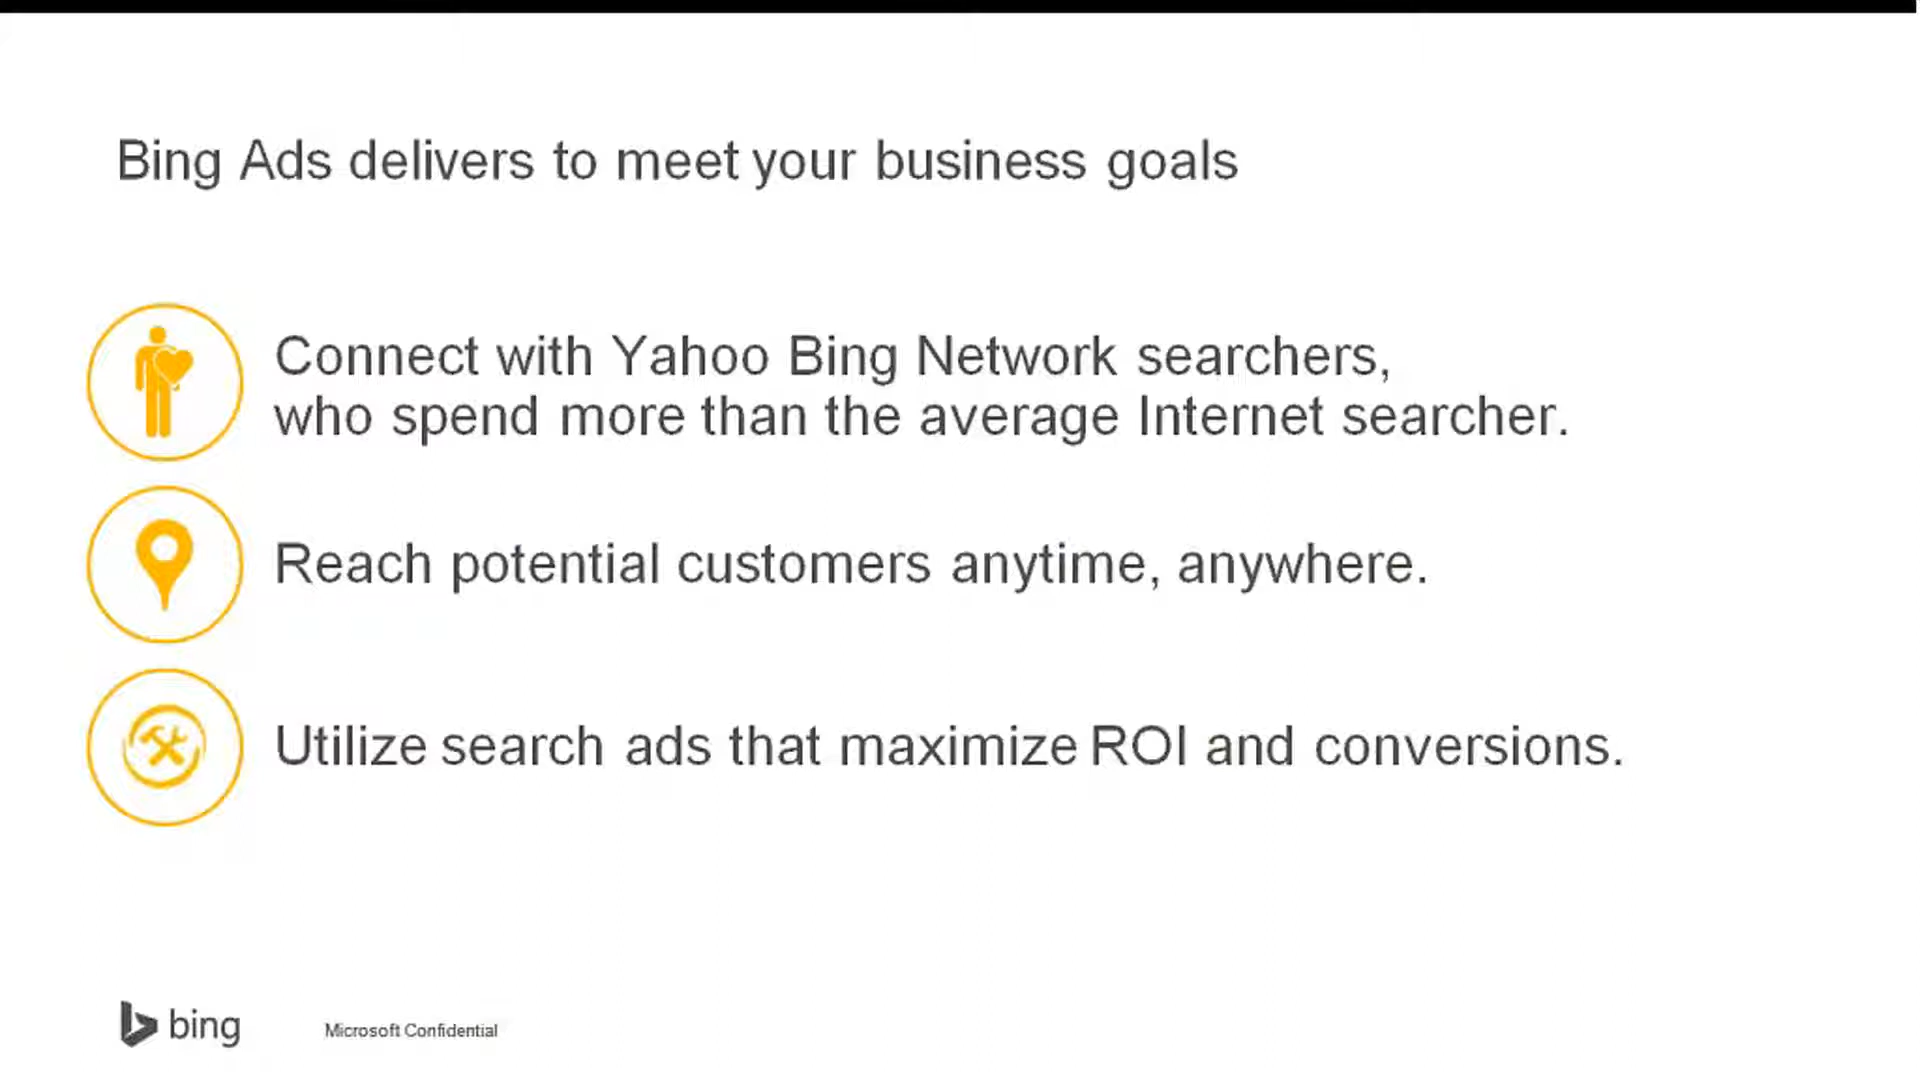 Bing Ads delivers to meet your business goals
Connect with Yahoo Bing Network searchers,
who spend more than the average Internet searcher.
Reach potential customers anytime, anywhere.
Utilize search ads that maximize ROI and conversions.
bing
Microsoft Confidential